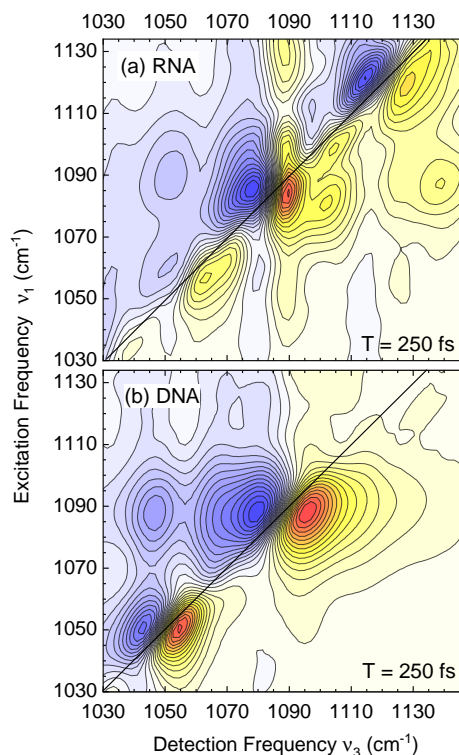 1030 1050 1070 1090 1110 1130
1130
(a) RNA
1110
1090
1070
1050
1030
T = 250 fs
1130
(b) DNA
1110
1090
1070
1050
1030
T = 250 fs
1030 1050 1070 1090 1110 1130
Excitation Frequency ν₁ (cm⁻¹)
Detection Frequency ν₃ (cm⁻¹)